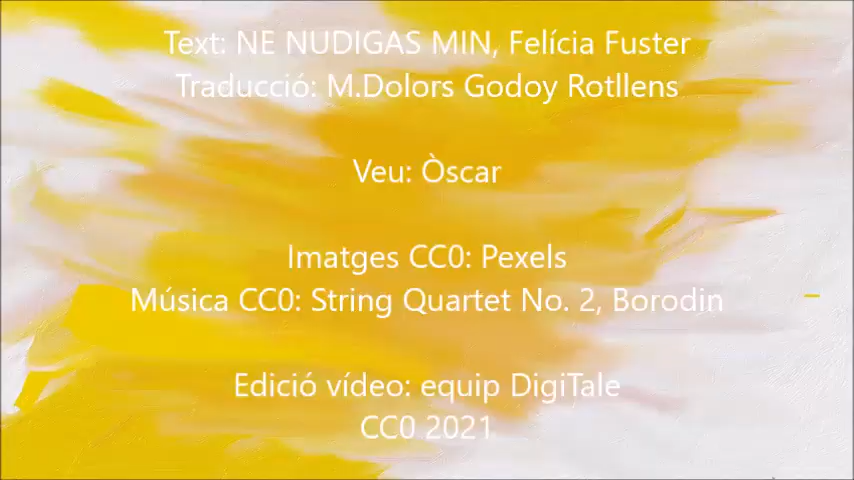 Text: NE NUDIGAS MIN, Felícia Fuster
Traducció: M.Dolors Godoy Rotllens
Veu: Òscar
Imatges CC0: Pexels
Música CC0: String Quartet No. 2, Borodin
Edició vídeo: equip DigiTale
CC0 2021